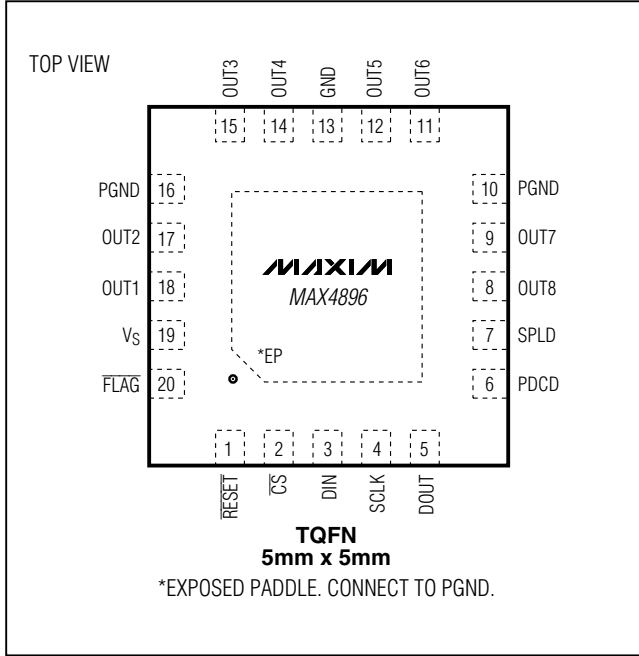 TOP VIEW
OUT3 OUT4 GND OUT5 OUT6
15 14 13 12 11
PGND 16 10 PGND
OUT2 17 9 OUT7
OUT1 18 8 OUT8
VS 19 7 SPLD
FLAG 20 6 PDCD
MAXIM
MAX4896
*EP
1 2 3 4 5
RESET CS DIN SCLK DOUT
TQFN
5mm x 5mm
*EXPOSED PADDLE. CONNECT TO PGND.